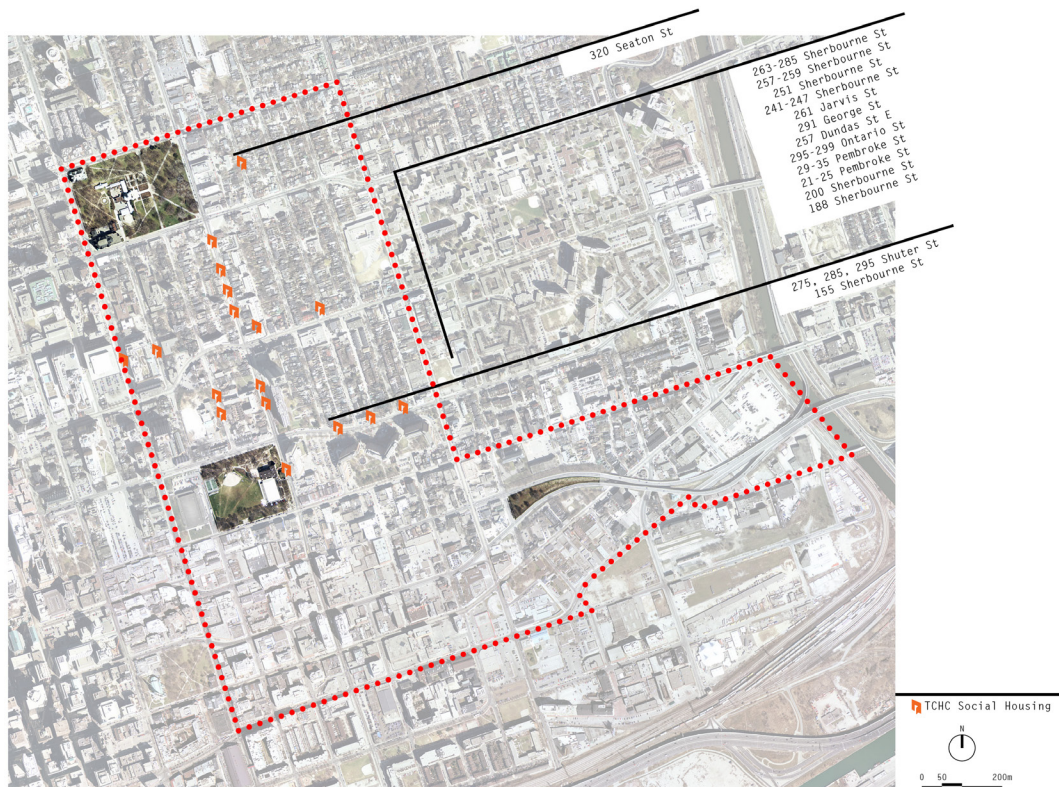 320 Seaton St
263-285 Sherbourne St
257-259 Sherbourne St
251 Sherbourne St
241-247 Sherbourne St
261 Jarvis St
291 George St
257 Dundas St E
295-299 Ontario St
29-35 Pembroke St
21-25 Pembroke St
200 Sherbourne St
188 Sherbourne St
275, 285, 295 Shuter St
155 Sherbourne St
TCHC Social Housing
N
0 50 200m